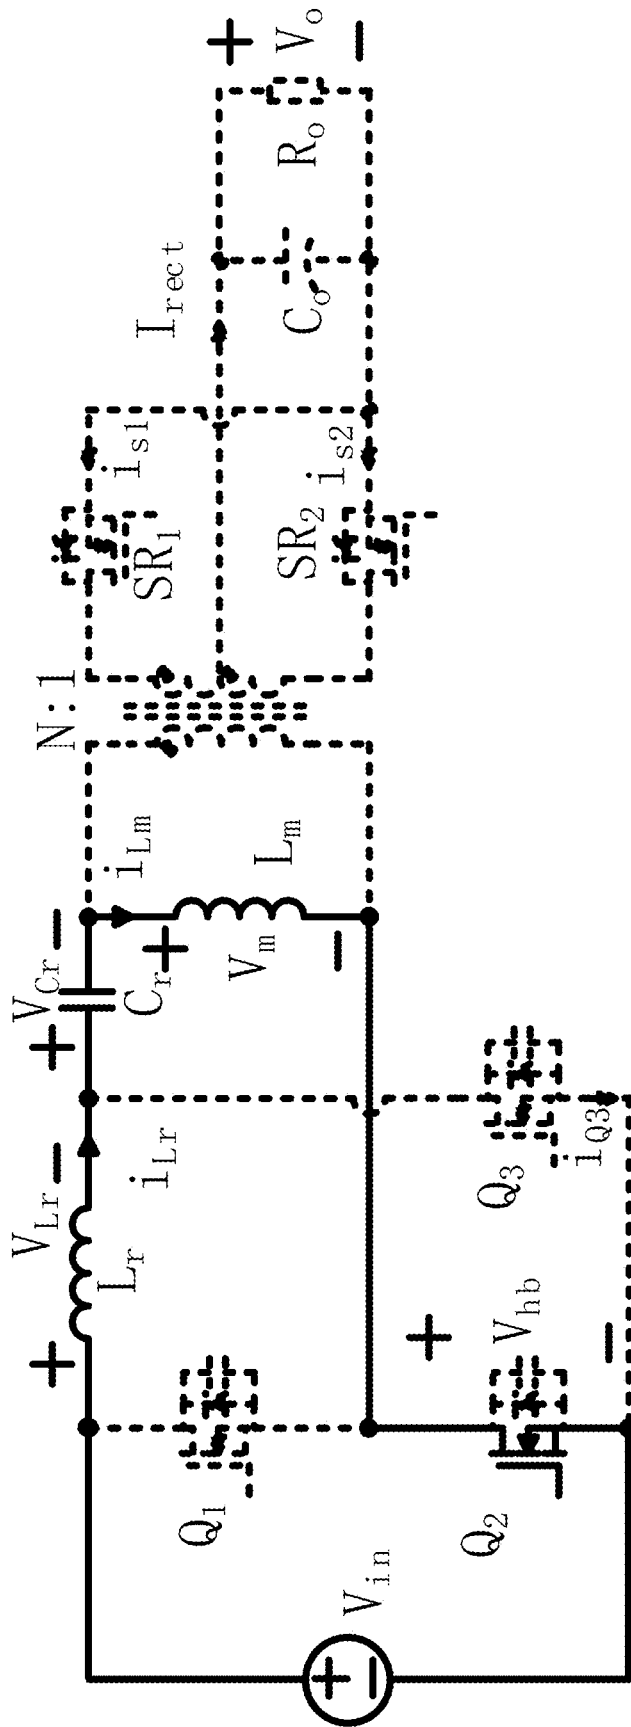 V_in
+
−
Q_1
Q_2
V_hb
+
−
+ V_Lr −
L_r
i_Lr
+ V_Cr −
C_r
Q_3
i_Q3
i_Lm
+
V_m
−
L_m
N:1
SR_1
i_s1
SR_2
i_s2
I_rect
C_o
R_o
+
V_o
−